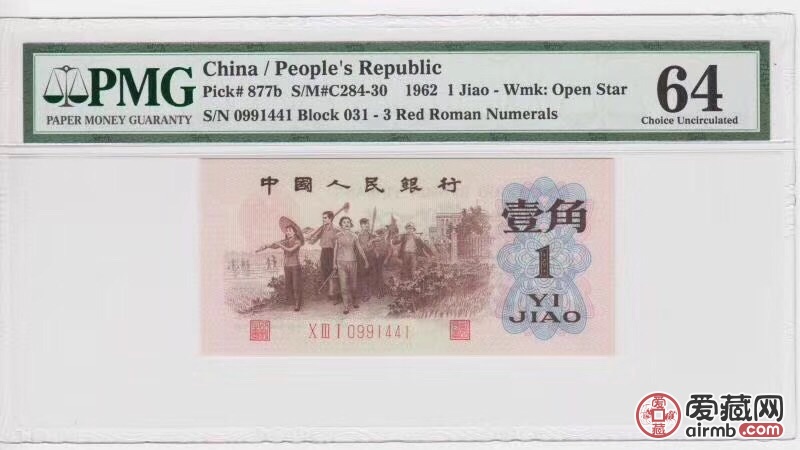 PMG
PAPER MONEY GUARANTY
China / People's Republic
Pick# 877b S/M#C284-30 1962 1 Jiao - Wmk: Open Star
S/N 0991441 Block 031 - 3 Red Roman Numerals
64
Choice Uncirculated
中國人民銀行
壹角
1
YI
JIAO
XⅢⅠ0991441
爱藏网
airmb.com